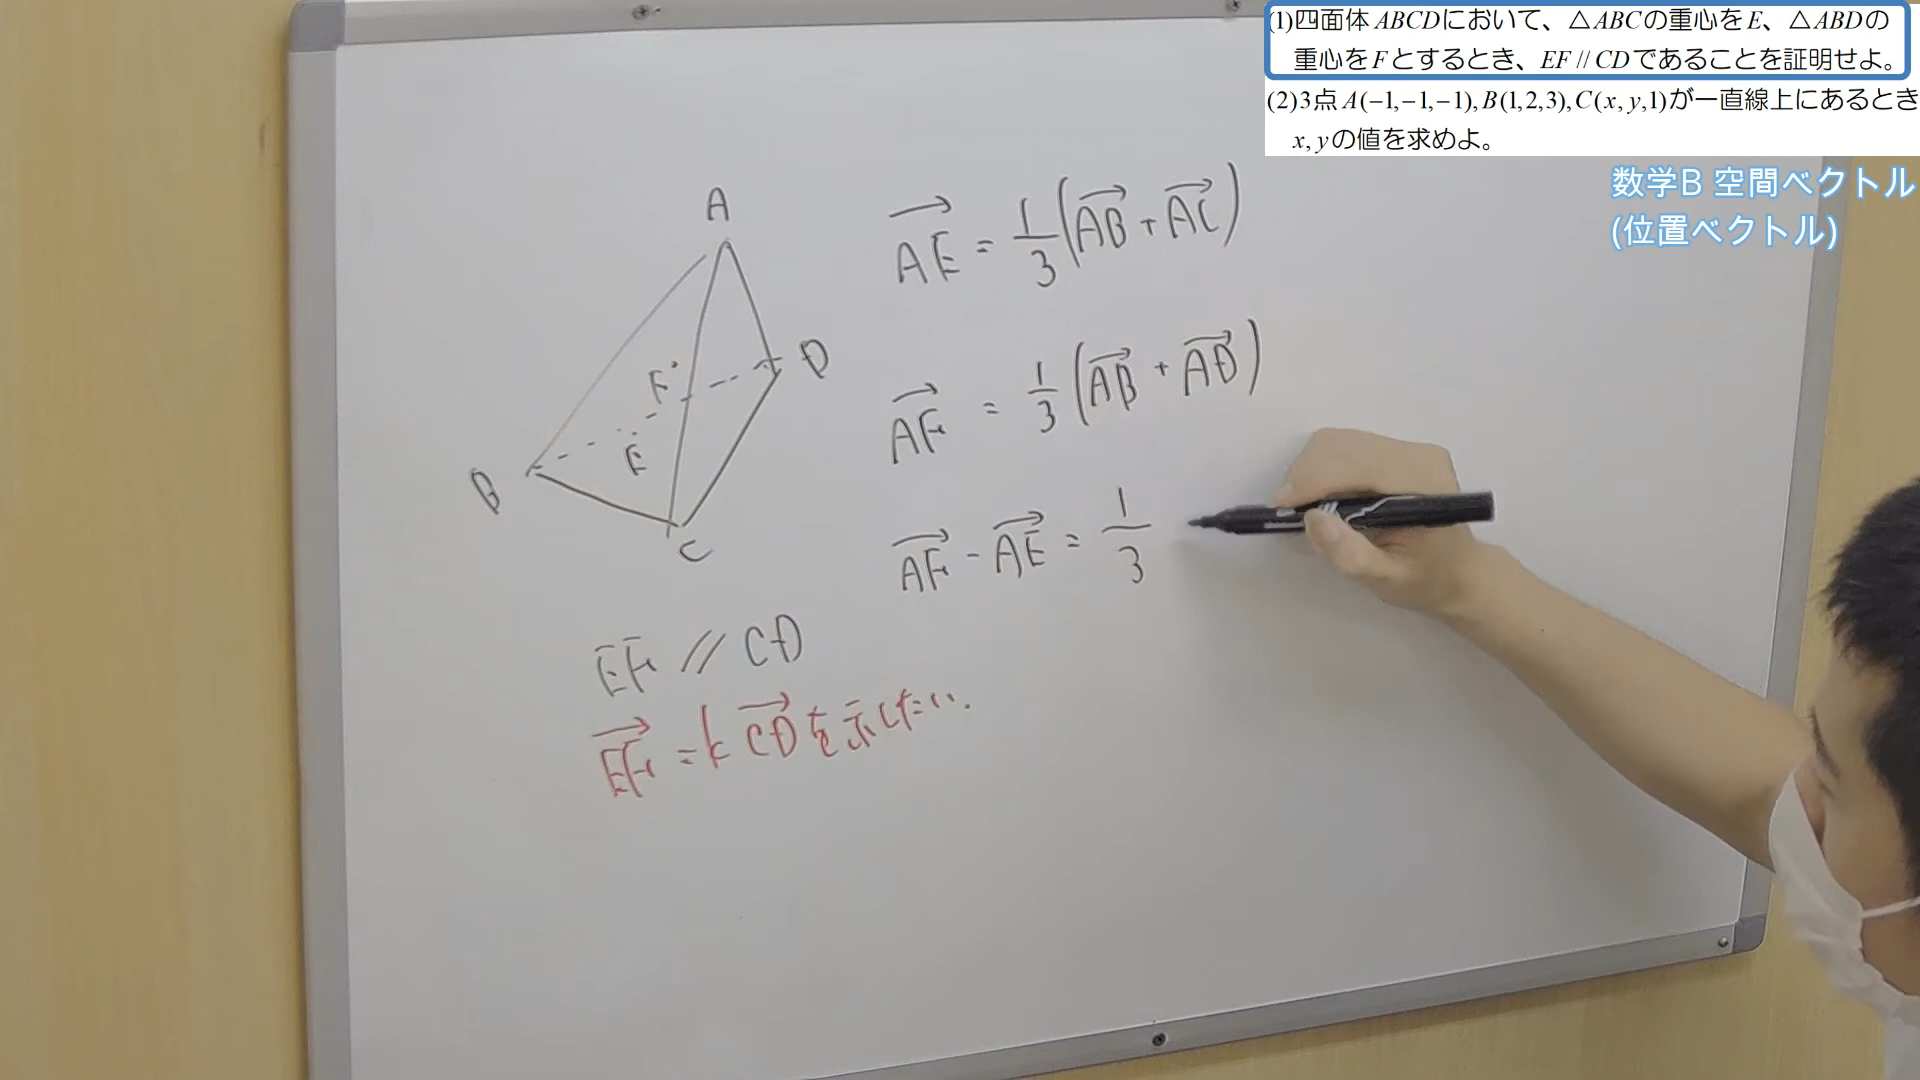 (1)四面体ABCDにおいて、△ABCの重心をE、△ABDの
重心をFとするとき、EF // CDであることを証明せよ。
(2)3点A(−1,−1,−1),B(1,2,3),C(x,y,1)が一直線上にあるとき
x,yの値を求めよ。
数学B 空間ベクトル
(位置ベクトル)
A
B
C
D
E
F
→AE = 1/3(→AB + →AC)
→AF = 1/3(→AB + →AD)
→AF - →AE = 1/3
EF // CD
→EF = k→CDを示したい.